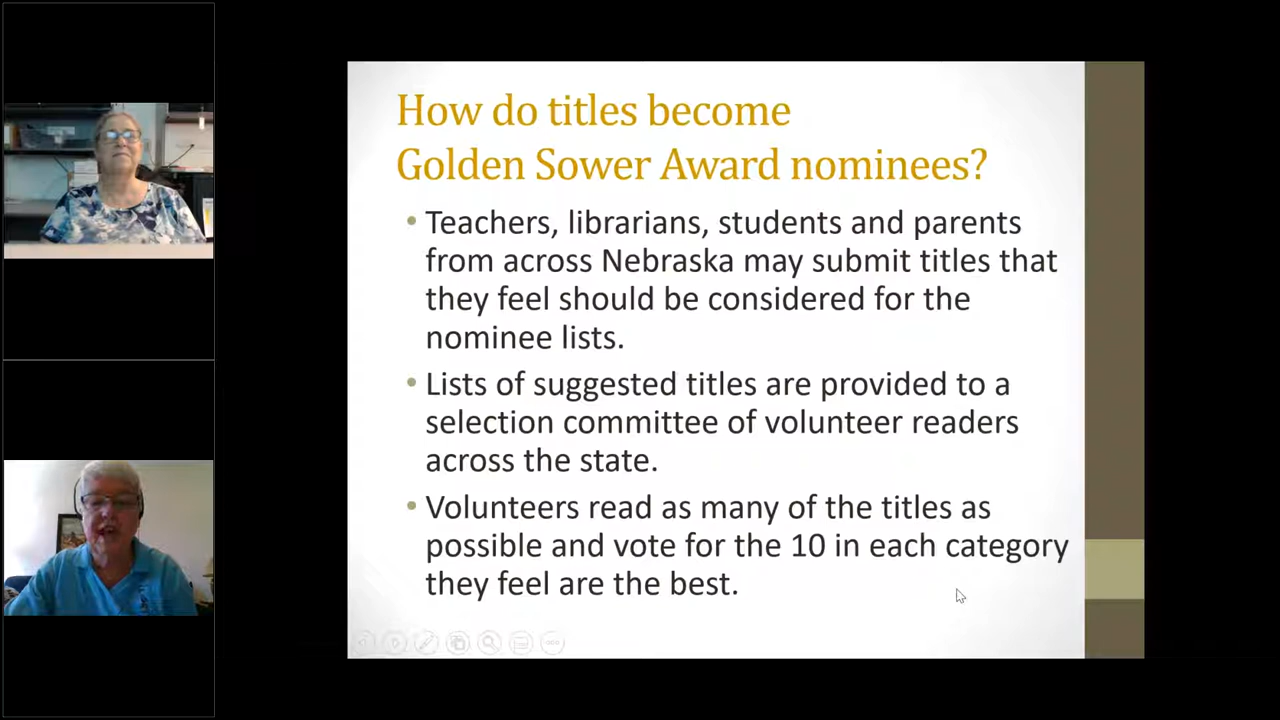 How do titles become
Golden Sower Award nominees?
• Teachers, librarians, students and parents
from across Nebraska may submit titles that
they feel should be considered for the
nominee lists.
• Lists of suggested titles are provided to a
selection committee of volunteer readers
across the state.
• Volunteers read as many of the titles as
possible and vote for the 10 in each category
they feel are the best.